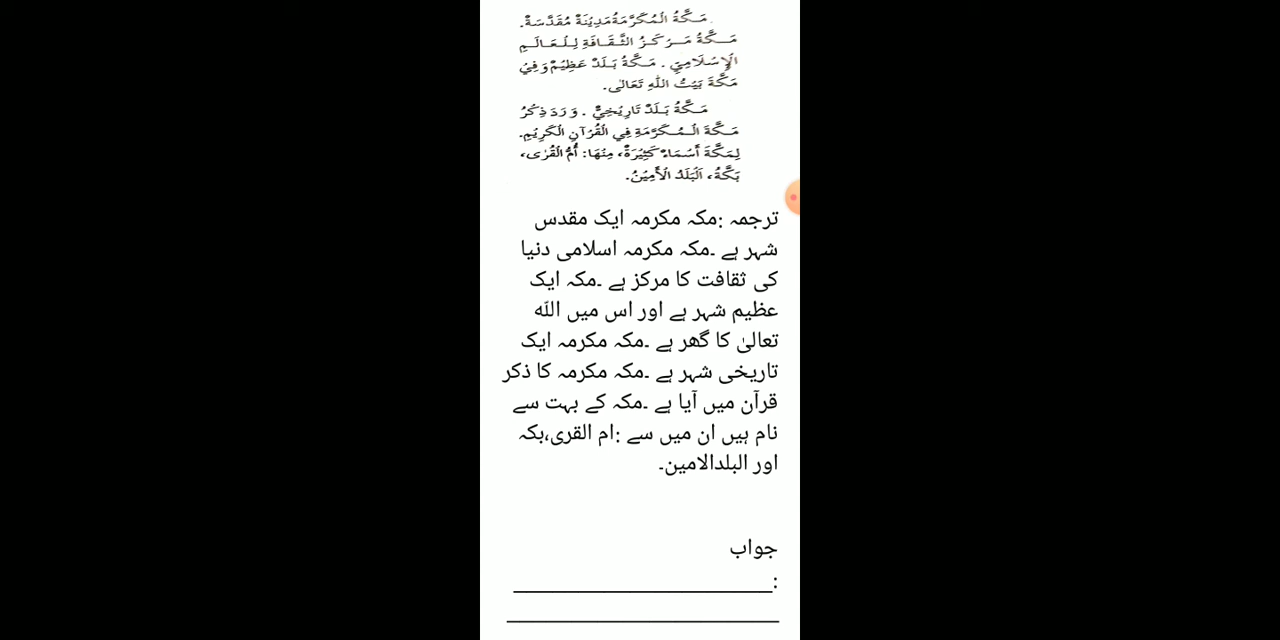 مَكَّةُ الْمُكَرَّمَةُ مَدِيْنَةٌ مُقَدَّسَةٌ.
مَكَّةُ مَرْكَزُ الثَّقَافَةِ لِلْعَالَمِ
الْإِسْلَامِيِّ . مَكَّةُ بَلَدٌ عَظِيْمٌ وَفِيْ
مَكَّةَ بَيْتُ اللهِ تَعَالٰى.
مَكَّةُ بَلَدٌ تَارِيْخِيٌّ . وَرَدَ ذِكْرُ
مَكَّةَ الْمُكَرَّمَةِ فِي الْقُرْآنِ الْكَرِيْمِ.
لِمَكَّةَ أَسْمَاءٌ كَثِيْرَةٌ، مِنْهَا: أُمُّ الْقُرٰى،
بَكَّةُ، اَلْبَلَدُ الْأَمِيْنُ.
ترجمہ :مکہ مکرمہ ایک مقدس
شہر ہے ۔مکہ مکرمہ اسلامی دنیا
کی ثقافت کا مرکز ہے ۔مکہ ایک
عظیم شہر ہے اور اس میں اللہ
تعالیٰ کا گھر ہے ۔مکہ مکرمہ ایک
تاریخی شہر ہے ۔مکہ مکرمہ کا ذکر
قرآن میں آیا ہے ۔مکہ کے بہت سے
نام ہیں ان میں سے :ام القری،بکہ
اور البلدالامین۔
جواب
:____________________
_____________________